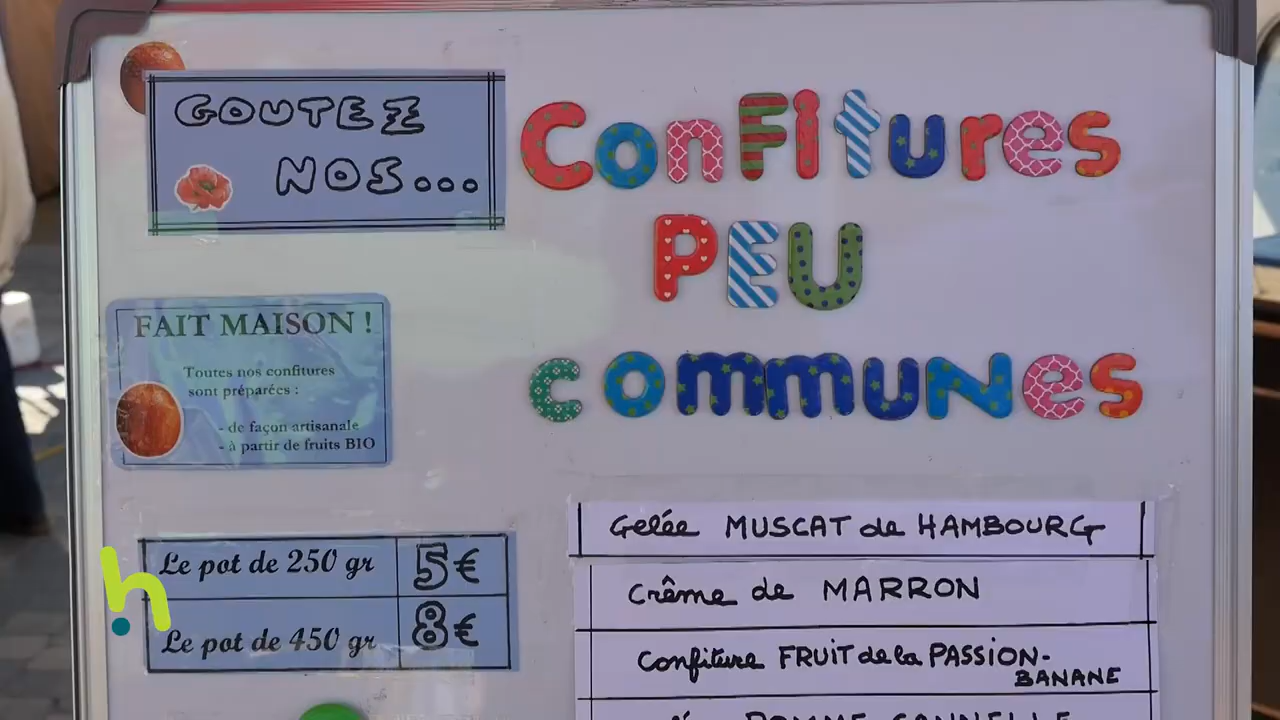 GOUTEZ
NOS...
ConFitures
PEU
communes
FAIT MAISON !
Toutes nos confitures
sont préparées :
- de façon artisanale
- à partir de fruits BIO
Le pot de 250 gr 5€
Le pot de 450 gr 8€
Gelée MUSCAT de HAMBOURG
Crême de MARRON
Confiture FRUIT de la PASSION-
BANANE
POMME CANNELLE